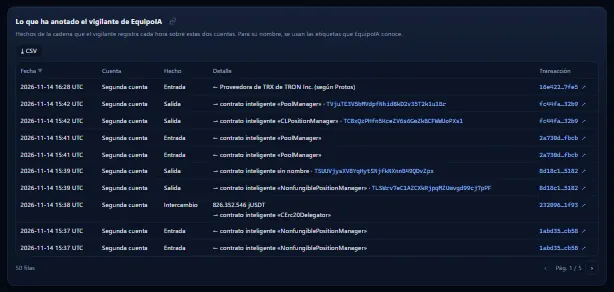 Lo que ha anotado el vigilante de EquipoIA
Hechos de la cadena que el vigilante registra cada hora sobre estas dos cuentas. Para su nombre, se usan las etiquetas que EquipoIA conoce.
↓ CSV
Fecha Cuenta Hecho Detalle Transacción
2026-11-14 16:28 UTC Segunda cuenta Entrada ← Proveedora de TRX de TRON Inc. (según Protos) 16e422…7fe5 ↗
2026-11-14 15:42 UTC Segunda cuenta Salida → contrato inteligente «PoolManager» · fc44fa…32b9 ↗
2026-11-14 15:42 UTC Segunda cuenta Salida → contrato inteligente «CLPositionManager» · fc44fa…32b9 ↗
2026-11-14 15:41 UTC Segunda cuenta Entrada ← contrato inteligente «PoolManager» 2a730d…fbcb ↗
2026-11-14 15:41 UTC Segunda cuenta Entrada ← contrato inteligente «PoolManager» 2a730d…fbcb ↗
2026-11-14 15:39 UTC Segunda cuenta Salida → contrato inteligente sin nombre · 8d18c1…5182 ↗
2026-11-14 15:39 UTC Segunda cuenta Salida → contrato inteligente «NonfungiblePositionManager» · 8d18c1…5182 ↗
2026-11-14 15:38 UTC Segunda cuenta Intercambio 826.352.546 jUSDT 232096…1f93 ↗
→ contrato inteligente «CErc20Delegator»
2026-11-14 15:37 UTC Segunda cuenta Entrada ← contrato inteligente «NonfungiblePositionManager» 1abd35…cb58 ↗
2026-11-14 15:37 UTC Segunda cuenta Entrada ← contrato inteligente «NonfungiblePositionManager» 1abd35…cb58 ↗
50 filas ‹ Pág. 1 / 5 ›